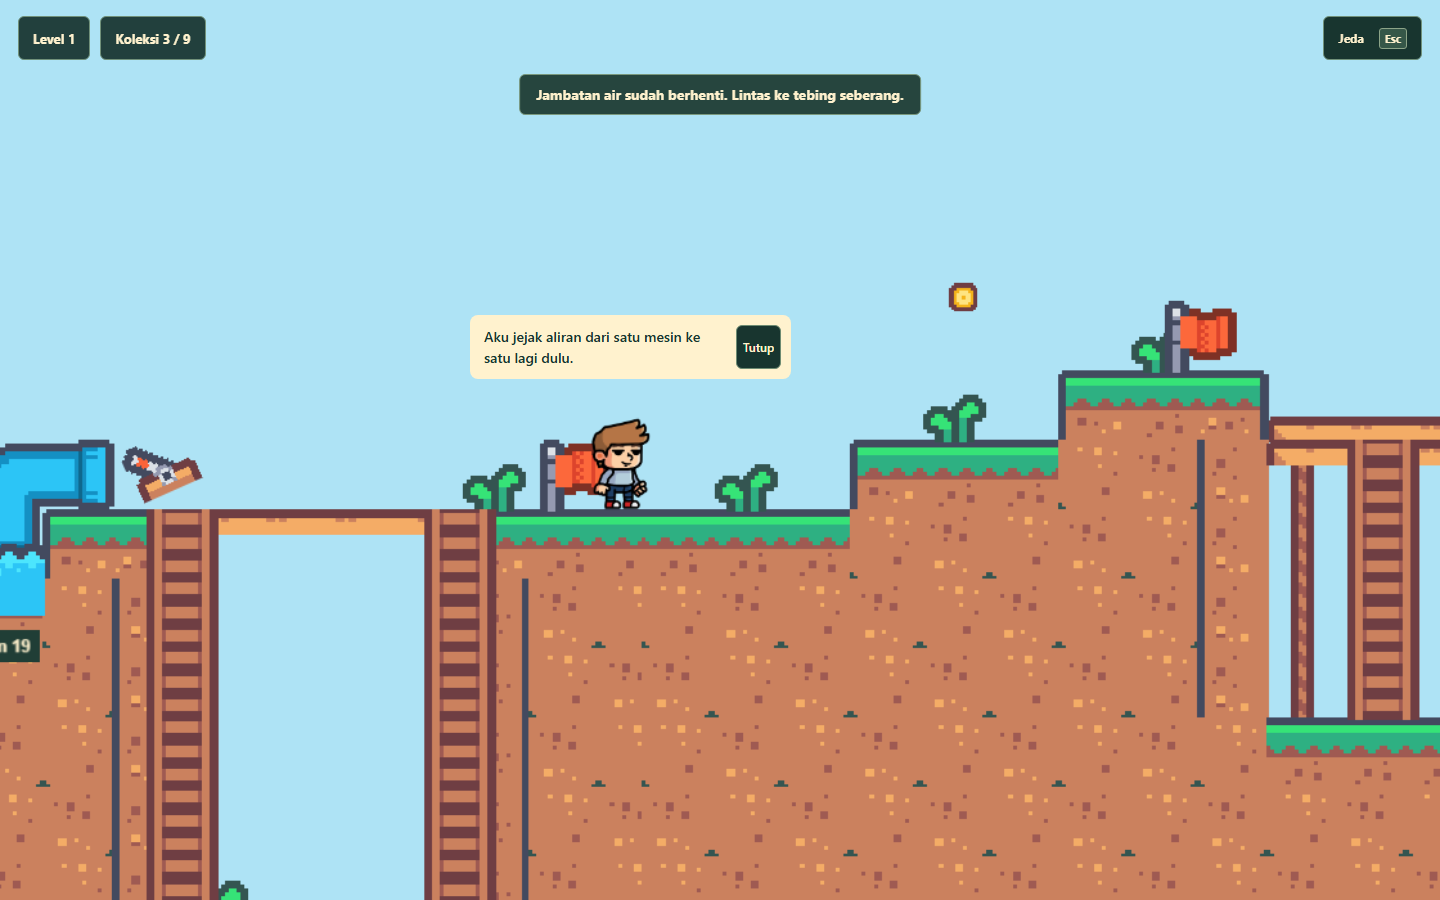 Level 1
Koleksi 3 / 9
Jeda Esc
Jambatan air sudah berhenti. Lintas ke tebing seberang.
Aku jejak aliran dari satu mesin ke
satu lagi dulu.
Tutup
19